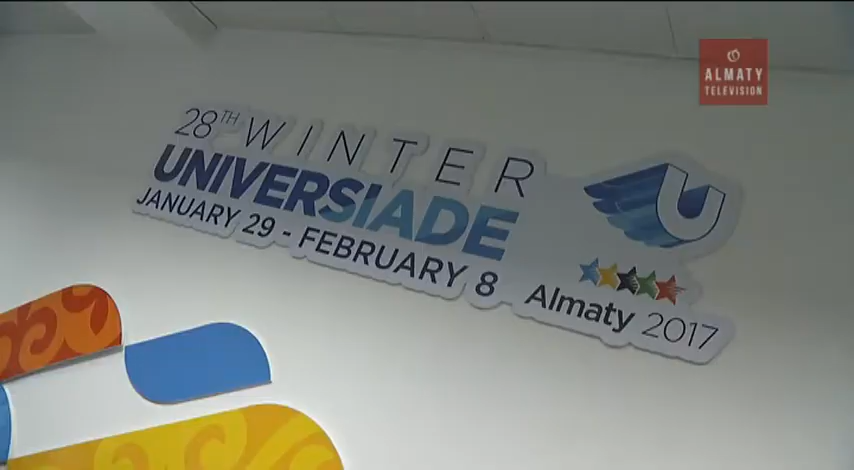 28TH WINTER
UNIVERSIADE
JANUARY 29 - FEBRUARY 8
U
Almaty 2017
ALMATY
TELEVISION